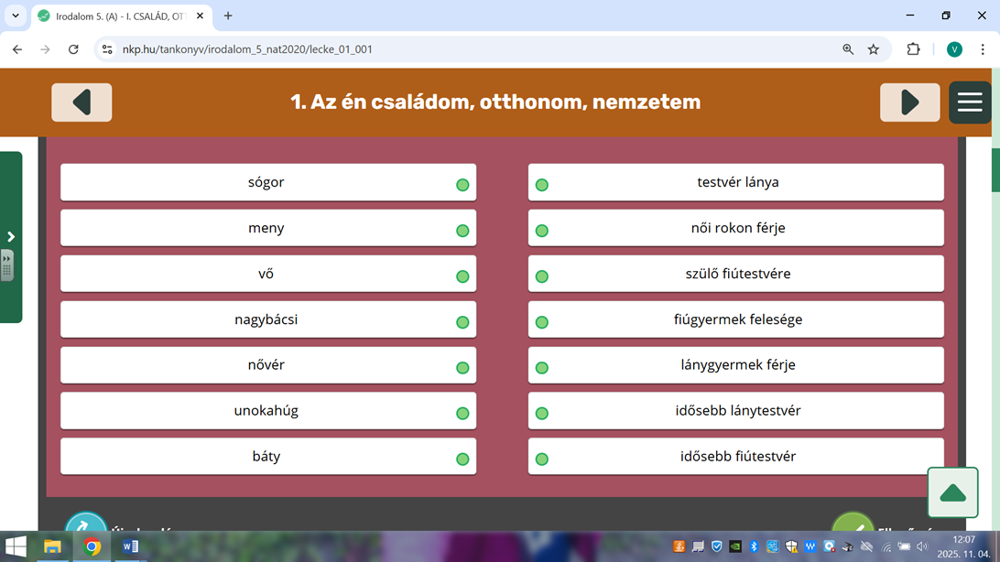 Irodalom 5. (A) - I. CSALÁD, OT
nkp.hu/tankonyv/irodalom_5_nat2020/lecke_01_001
V
1. Az én családom, otthonom, nemzetem
sógor
testvér lánya
meny
női rokon férje
vő
szülő fiútestvére
nagybácsi
fiúgyermek felesége
nővér
lánygyermek férje
unokahúg
idősebb lánytestvér
báty
idősebb fiútestvér
12:07
2025. 11. 04.